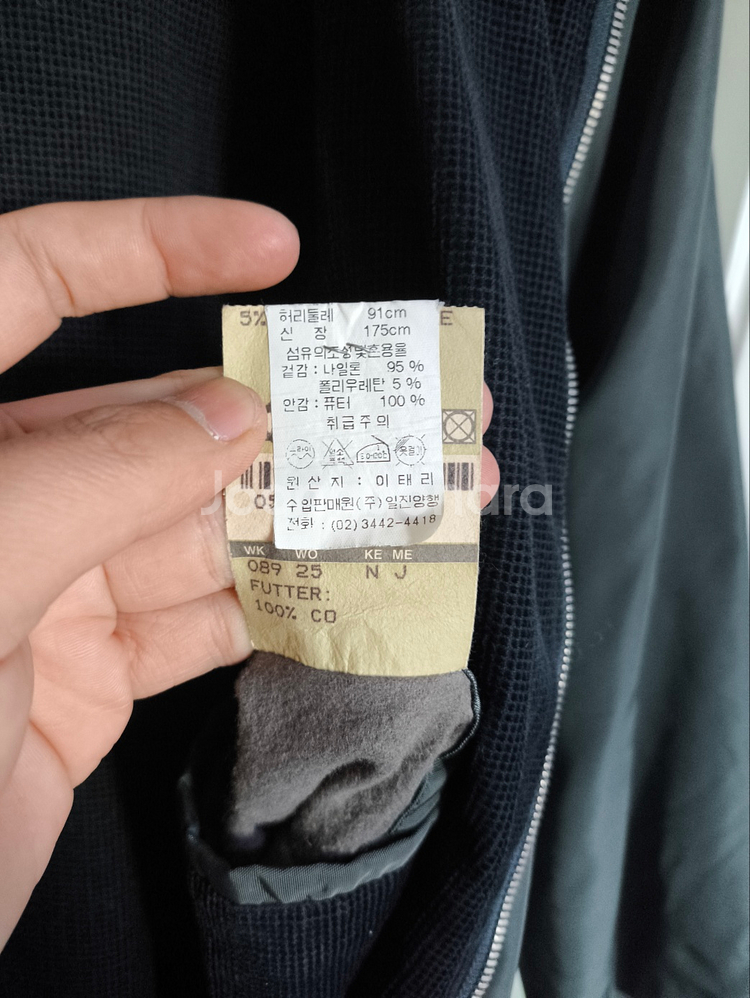 5%
E
허리둘레 91cm
신 장 175cm
섬유의조성및혼용율
겉감 : 나일론 95 %
폴리우레탄 5 %
안감 : 퓨터 100 %
취급주의
원 산 지 : 이태리
05
수입판매원(주)일진양행
전화 : (02)3442-4418
WK WO KE ME
089 25 N J
FUTTER:
100% CO